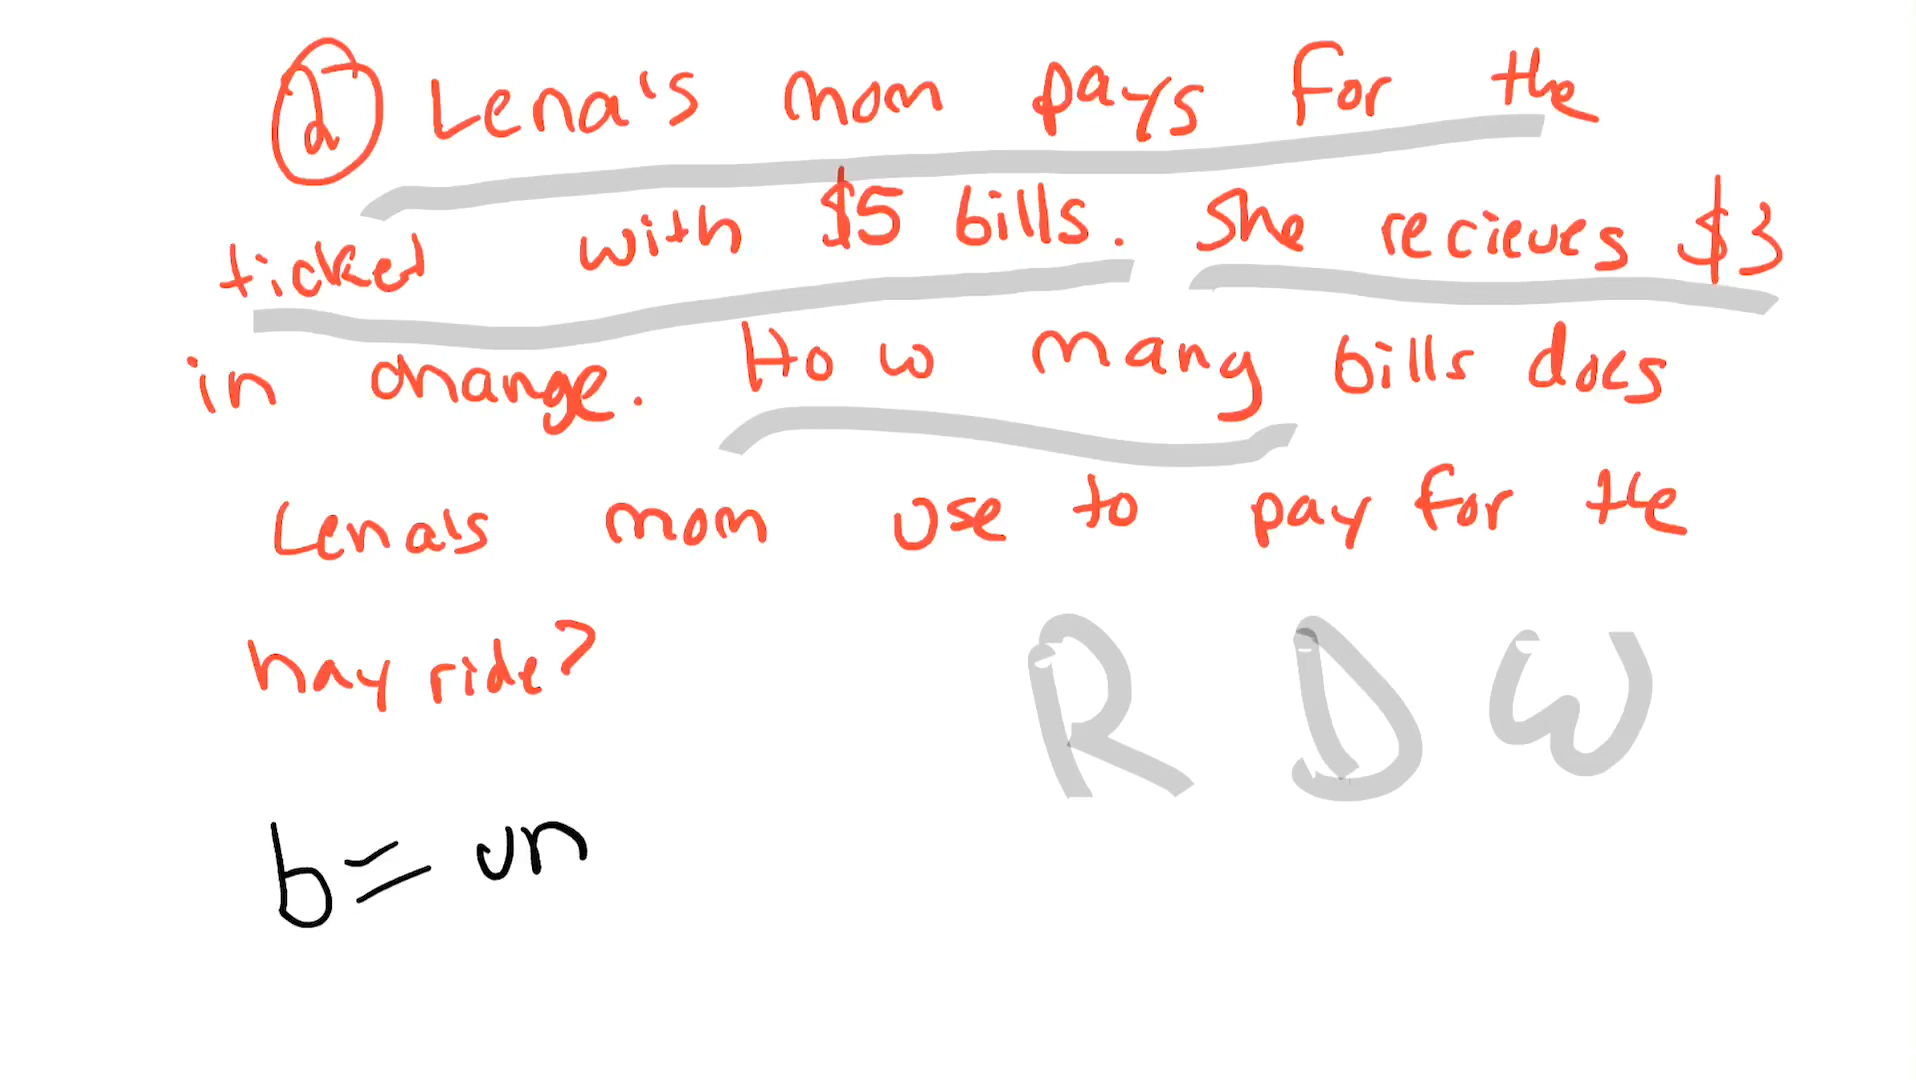 2 Lena's mom pays for the
ticket with $5 bills. She recieves $3
in change. How many bills does
Lena's mom use to pay for the
hay ride?
R D W
b = un